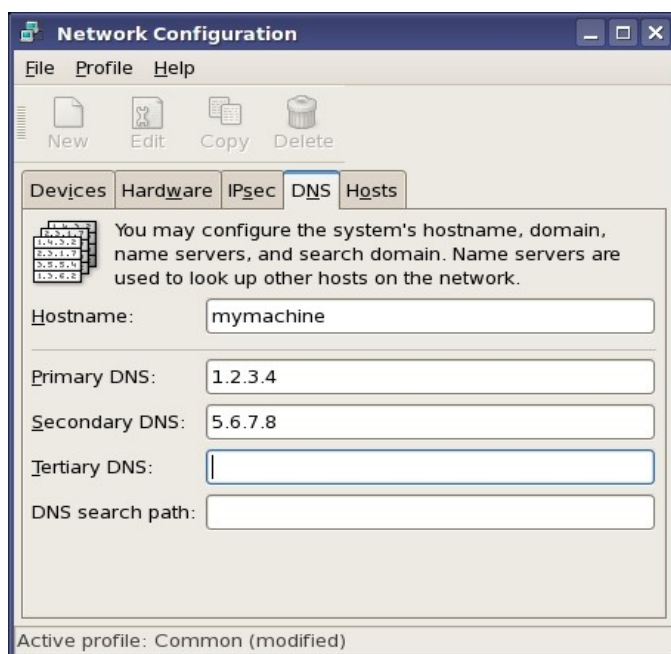 Network Configuration
File Profile Help
New Edit Copy Delete
Devices Hardware IPsec DNS Hosts
You may configure the system's hostname, domain,
name servers, and search domain. Name servers are
used to look up other hosts on the network.
Hostname: mymachine
Primary DNS: 1.2.3.4
Secondary DNS: 5.6.7.8
Tertiary DNS:
DNS search path:
Active profile: Common (modified)